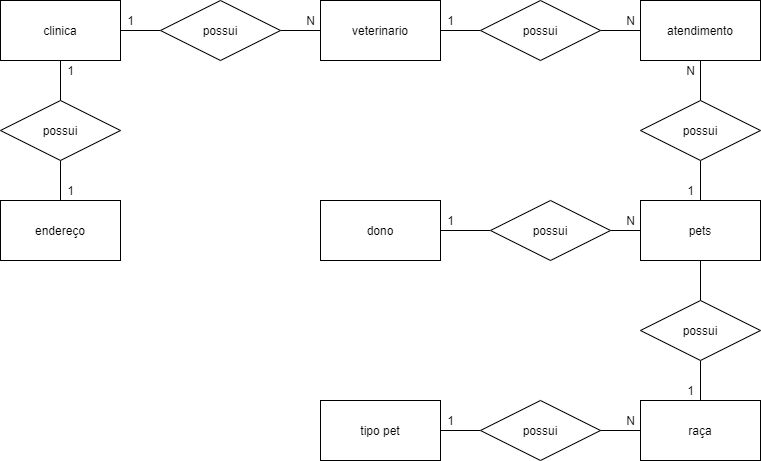 clinica
1
possui
N
veterinario
1
possui
N
atendimento
1
N
possui
possui
1
1
endereço
dono
1
possui
N
pets
possui
1
tipo pet
1
possui
N
raça